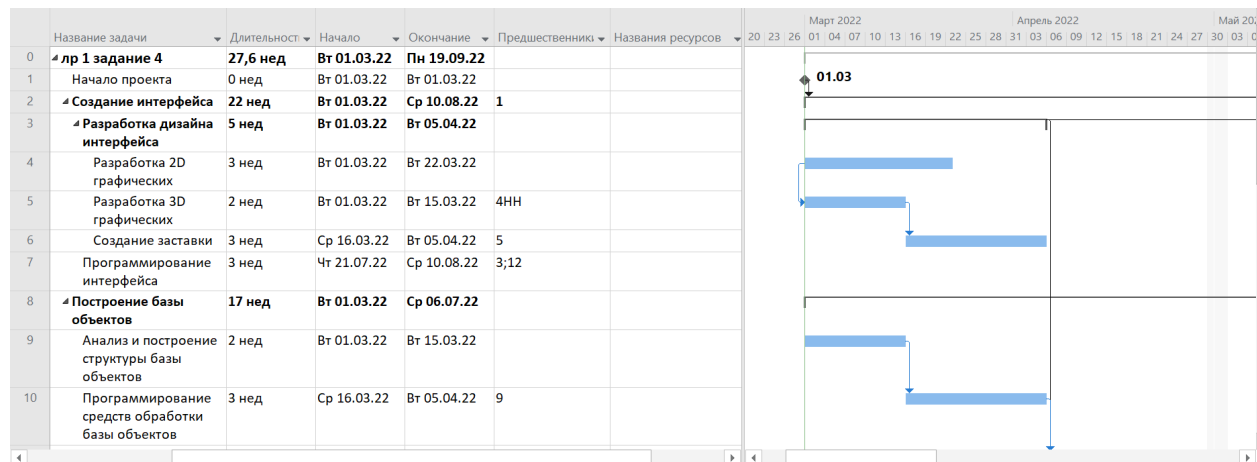 Март 2022 Апрель 2022 Май 202
Название задачи Длительност Начало Окончание Предшественники Названия ресурсов 20 23 26 01 04 07 10 13 16 19 22 25 28 31 03 06 09 12 15 18 21 24 27 30 03 0
0 лр 1 задание 4 27,6 нед Вт 01.03.22 Пн 19.09.22
1 Начало проекта 0 нед Вт 01.03.22 Вт 01.03.22 01.03
2 Создание интерфейса 22 нед Вт 01.03.22 Ср 10.08.22 1
3 Разработка дизайна 5 нед Вт 01.03.22 Вт 05.04.22
интерфейса
4 Разработка 2D 3 нед Вт 01.03.22 Вт 22.03.22
графических
5 Разработка 3D 2 нед Вт 01.03.22 Вт 15.03.22 4НН
графических
6 Создание заставки 3 нед Ср 16.03.22 Вт 05.04.22 5
7 Программирование 3 нед Чт 21.07.22 Ср 10.08.22 3;12
интерфейса
8 Построение базы 17 нед Вт 01.03.22 Ср 06.07.22
объектов
9 Анализ и построение 2 нед Вт 01.03.22 Вт 15.03.22
структуры базы
объектов
10 Программирование 3 нед Ср 16.03.22 Вт 05.04.22 9
средств обработки
базы объектов